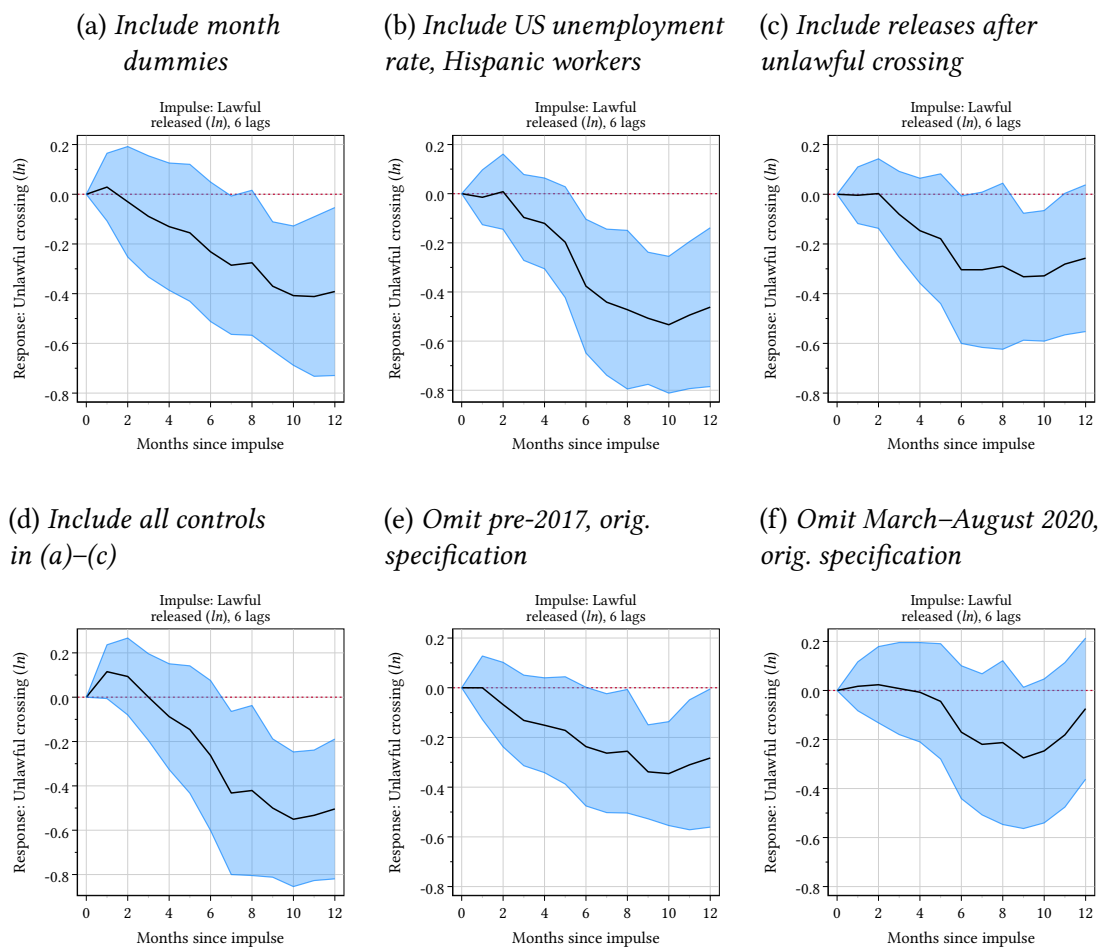 (a) Include month
dummies
Impulse: Lawful
released (ln), 6 lags
Response: Unlawful crossing (ln)
0.2
0.0
-0.2
-0.4
-0.6
-0.8
0 2 4 6 8 10 12
Months since impulse
(b) Include US unemployment
rate, Hispanic workers
Impulse: Lawful
released (ln), 6 lags
Response: Unlawful crossing (ln)
0.2
0.0
-0.2
-0.4
-0.6
-0.8
0 2 4 6 8 10 12
Months since impulse
(c) Include releases after
unlawful crossing
Impulse: Lawful
released (ln), 6 lags
Response: Unlawful crossing (ln)
0.2
0.0
-0.2
-0.4
-0.6
-0.8
0 2 4 6 8 10 12
Months since impulse
(d) Include all controls
in (a)–(c)
Impulse: Lawful
released (ln), 6 lags
Response: Unlawful crossing (ln)
0.2
0.0
-0.2
-0.4
-0.6
-0.8
0 2 4 6 8 10 12
Months since impulse
(e) Omit pre-2017, orig.
specification
Impulse: Lawful
released (ln), 6 lags
Response: Unlawful crossing (ln)
0.2
0.0
-0.2
-0.4
-0.6
-0.8
0 2 4 6 8 10 12
Months since impulse
(f) Omit March–August 2020,
orig. specification
Impulse: Lawful
released (ln), 6 lags
Response: Unlawful crossing (ln)
0.2
0.0
-0.2
-0.4
-0.6
-0.8
0 2 4 6 8 10 12
Months since impulse